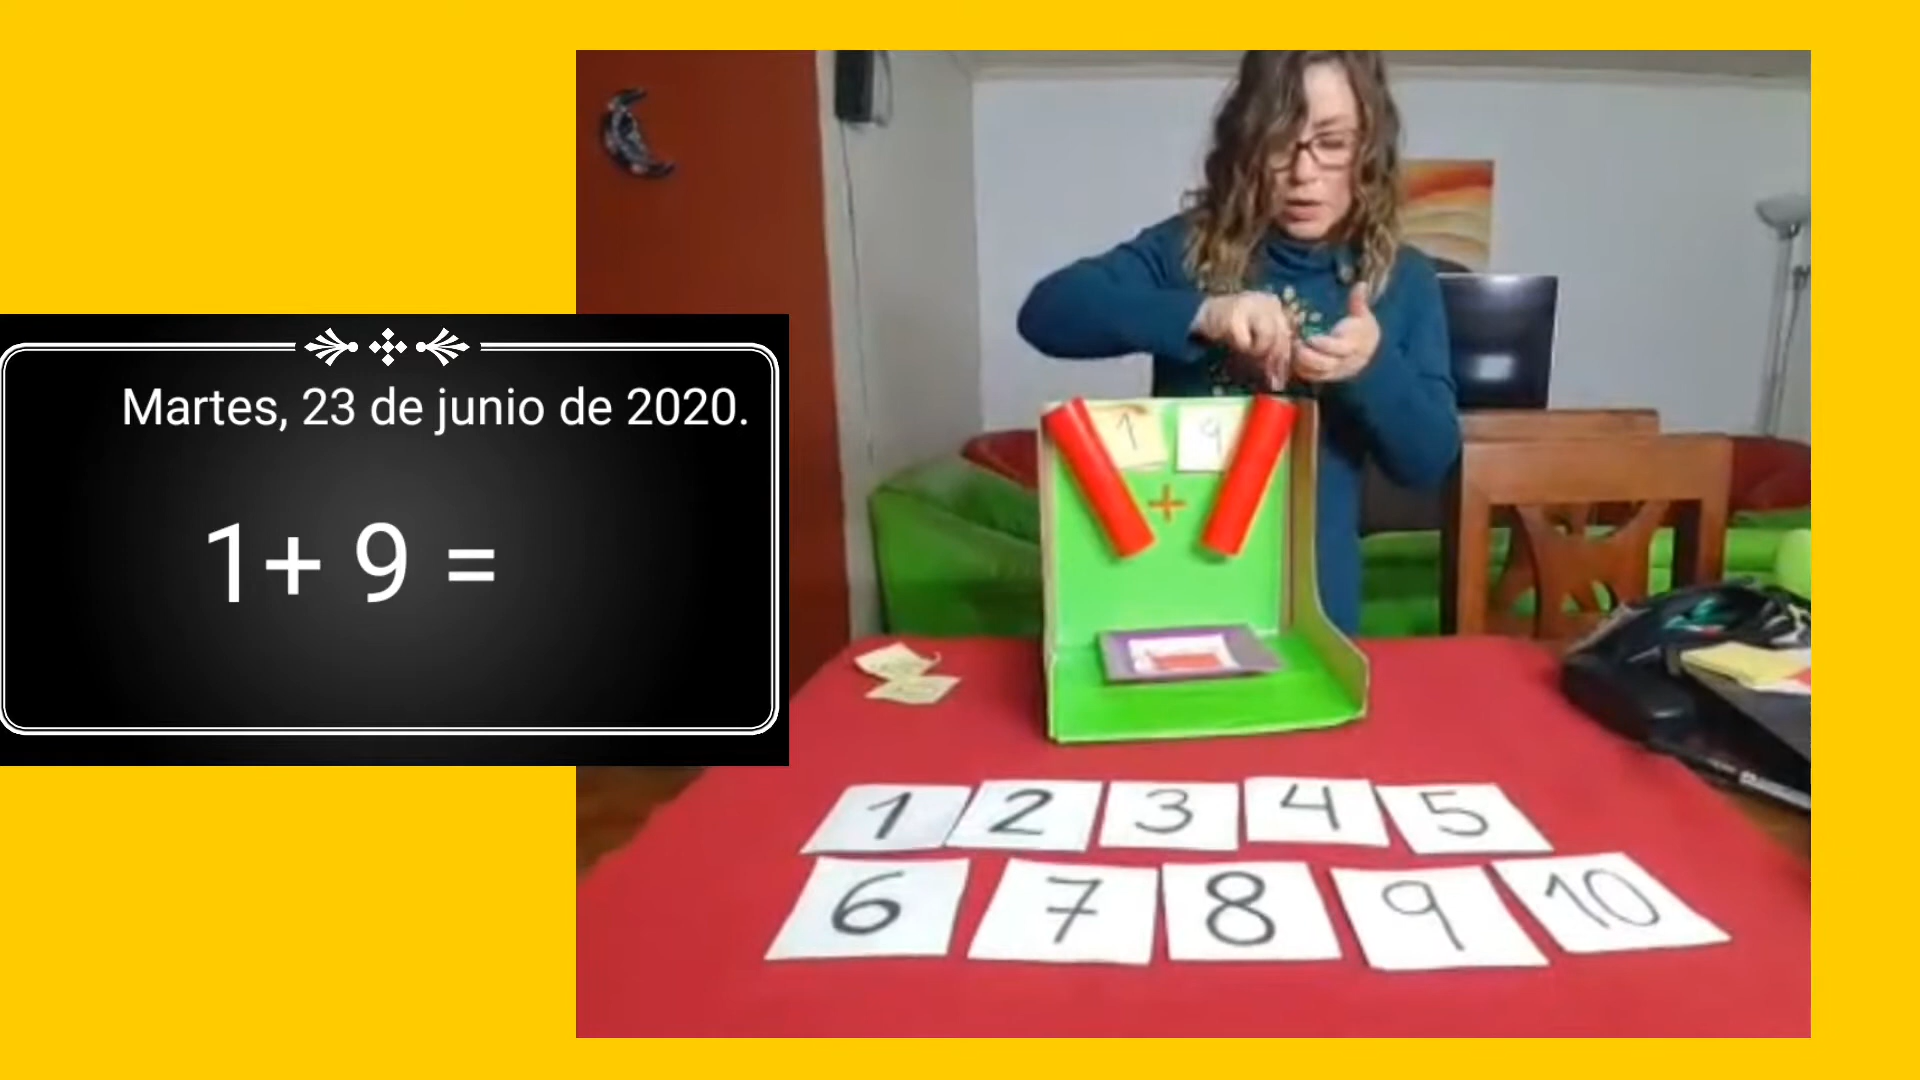 Martes, 23 de junio de 2020.
1+ 9 =
1 9
+
1 2 3 4 5
6 7 8 9 10